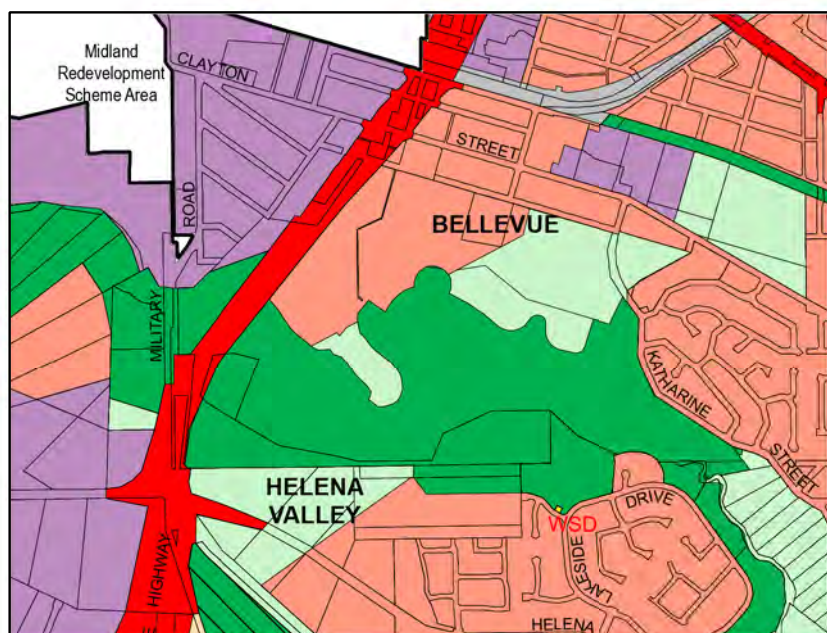 Midland
Redevelopment
Scheme Area
CLAYTON
ROAD
STREET
BELLEVUE
MILITARY
KATHARINE
STREET
HELENA
VALLEY
WSD
DRIVE
LAKESIDE
HIGHWAY
HELENA